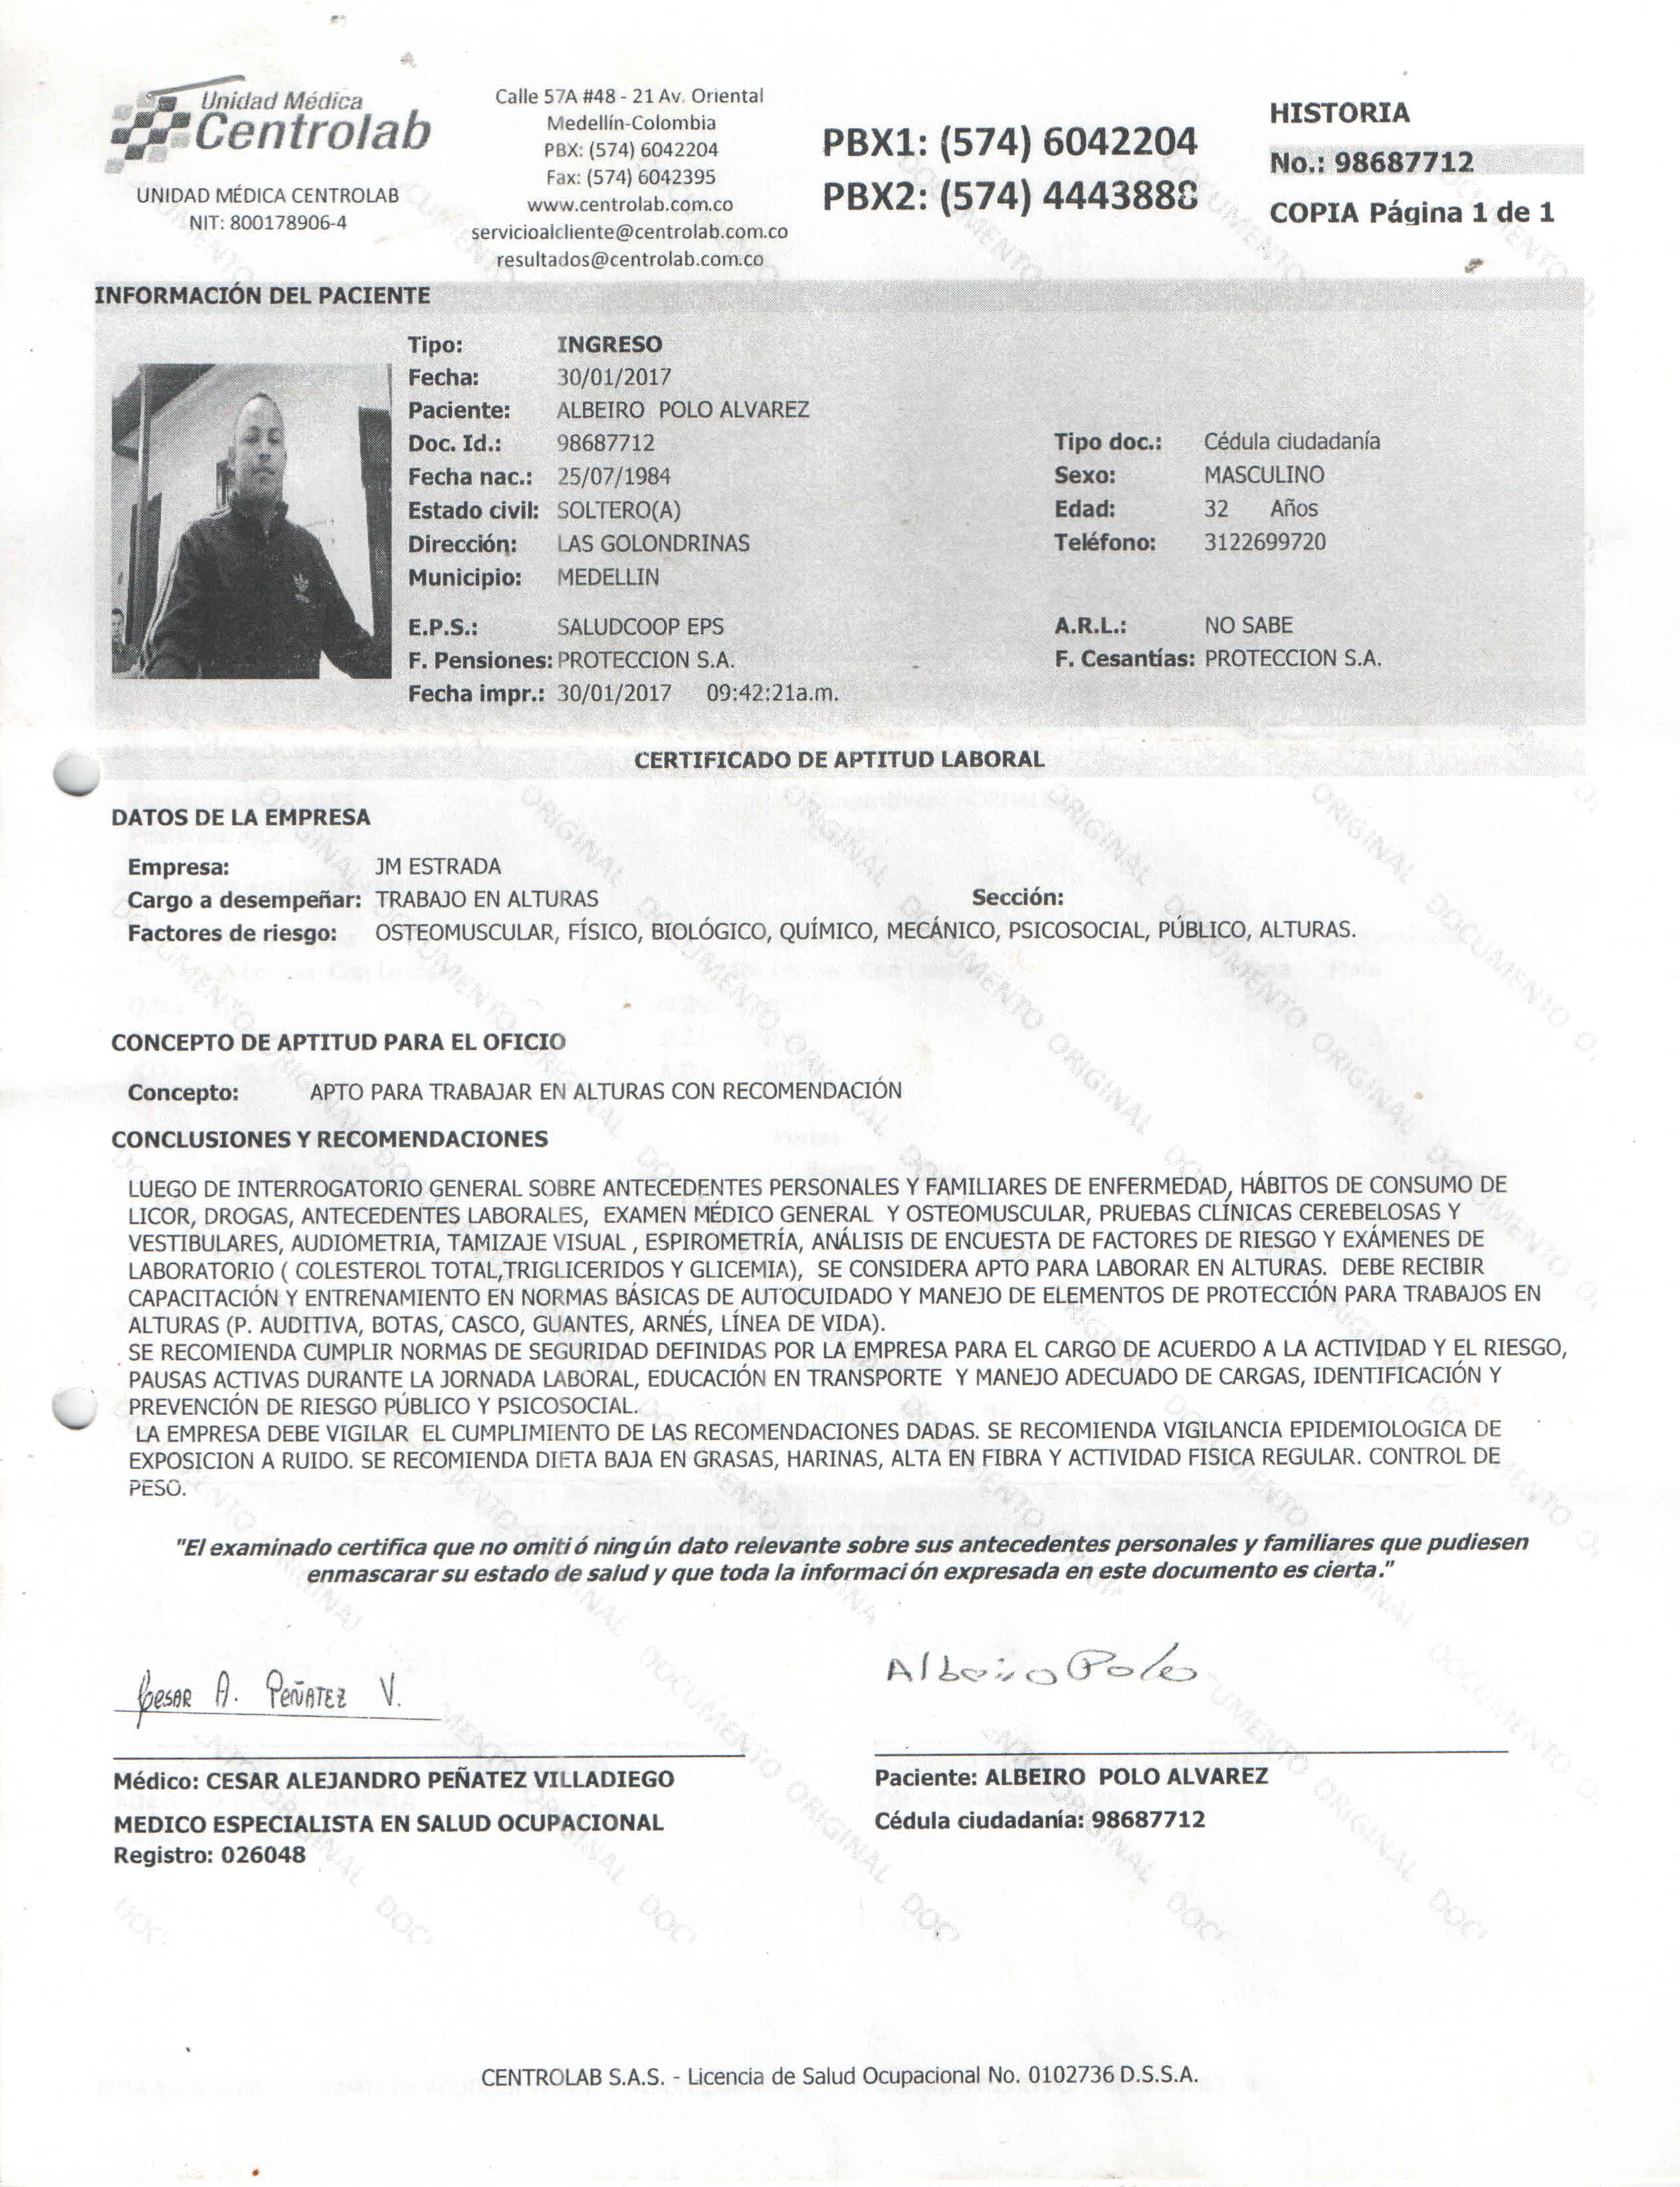 Unidad Médica
Centrolab
UNIDAD MÉDICA CENTROLAB
NIT: 800178906-4
Calle 57A #48 - 21 Av. Oriental
Medellín-Colombia
PBX: (574) 6042204
Fax: (574) 6042395
www.centrolab.com.co
servicioalcliente@centrolab.com.co
resultados@centrolab.com.co
PBX1: (574) 6042204
PBX2: (574) 4443888
HISTORIA
No.: 98687712
COPIA Página 1 de 1
INFORMACIÓN DEL PACIENTE
Tipo: INGRESO
Fecha: 30/01/2017
Paciente: ALBEIRO POLO ALVAREZ
Doc. Id.: 98687712 Tipo doc.: Cédula ciudadanía
Fecha nac.: 25/07/1984 Sexo: MASCULINO
Estado civil: SOLTERO(A) Edad: 32 Años
Dirección: LAS GOLONDRINAS Teléfono: 3122699720
Municipio: MEDELLIN
E.P.S.: SALUDCOOP EPS A.R.L.: NO SABE
F. Pensiones: PROTECCION S.A. F. Cesantías: PROTECCION S.A.
Fecha impr.: 30/01/2017 09:42:21a.m.
CERTIFICADO DE APTITUD LABORAL
DATOS DE LA EMPRESA
Empresa: JM ESTRADA
Cargo a desempeñar: TRABAJO EN ALTURAS Sección:
Factores de riesgo: OSTEOMUSCULAR, FÍSICO, BIOLÓGICO, QUÍMICO, MECÁNICO, PSICOSOCIAL, PÚBLICO, ALTURAS.
CONCEPTO DE APTITUD PARA EL OFICIO
Concepto: APTO PARA TRABAJAR EN ALTURAS CON RECOMENDACIÓN
CONCLUSIONES Y RECOMENDACIONES
LUEGO DE INTERROGATORIO GENERAL SOBRE ANTECEDENTES PERSONALES Y FAMILIARES DE ENFERMEDAD, HÁBITOS DE CONSUMO DE
LICOR, DROGAS, ANTECEDENTES LABORALES, EXAMEN MÉDICO GENERAL Y OSTEOMUSCULAR, PRUEBAS CLÍNICAS CEREBELOSAS Y
VESTIBULARES, AUDIOMETRIA, TAMIZAJE VISUAL , ESPIROMETRÍA, ANÁLISIS DE ENCUESTA DE FACTORES DE RIESGO Y EXÁMENES DE
LABORATORIO ( COLESTEROL TOTAL,TRIGLICERIDOS Y GLICEMIA), SE CONSIDERA APTO PARA LABORAR EN ALTURAS. DEBE RECIBIR
CAPACITACIÓN Y ENTRENAMIENTO EN NORMAS BÁSICAS DE AUTOCUIDADO Y MANEJO DE ELEMENTOS DE PROTECCIÓN PARA TRABAJOS EN
ALTURAS (P. AUDITIVA, BOTAS, CASCO, GUANTES, ARNÉS, LÍNEA DE VIDA).
SE RECOMIENDA CUMPLIR NORMAS DE SEGURIDAD DEFINIDAS POR LA EMPRESA PARA EL CARGO DE ACUERDO A LA ACTIVIDAD Y EL RIESGO,
PAUSAS ACTIVAS DURANTE LA JORNADA LABORAL, EDUCACIÓN EN TRANSPORTE Y MANEJO ADECUADO DE CARGAS, IDENTIFICACIÓN Y
PREVENCIÓN DE RIESGO PÚBLICO Y PSICOSOCIAL.
LA EMPRESA DEBE VIGILAR EL CUMPLIMIENTO DE LAS RECOMENDACIONES DADAS. SE RECOMIENDA VIGILANCIA EPIDEMIOLOGICA DE
EXPOSICION A RUIDO. SE RECOMIENDA DIETA BAJA EN GRASAS, HARINAS, ALTA EN FIBRA Y ACTIVIDAD FISICA REGULAR. CONTROL DE
PESO.
"El examinado certifica que no omitió ningún dato relevante sobre sus antecedentes personales y familiares que pudiesen
enmascarar su estado de salud y que toda la información expresada en este documento es cierta."
Cesar A. Peñatez V.
Albeiro Polo
Médico: CESAR ALEJANDRO PEÑATEZ VILLADIEGO
MEDICO ESPECIALISTA EN SALUD OCUPACIONAL
Registro: 026048
Paciente: ALBEIRO POLO ALVAREZ
Cédula ciudadanía: 98687712
CENTROLAB S.A.S. - Licencia de Salud Ocupacional No. 0102736 D.S.S.A.
DOCUMENTO ORIGINAL